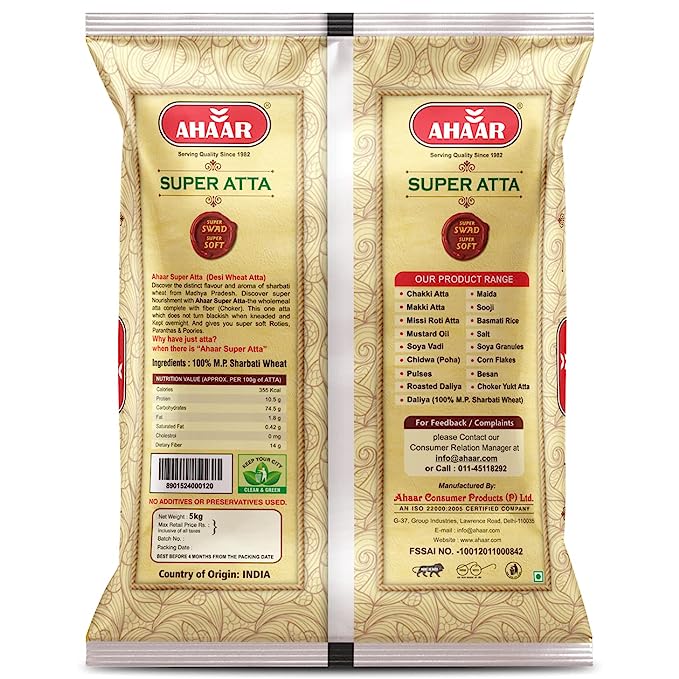 AHAAR®
Serving Quality Since 1982
SUPER ATTA
SUPER
SWAD
SUPER
SOFT
Ahaar Super Atta (Desi Wheat Atta)
Discover the distinct flavour and aroma of sharbati
wheat from Madhya Pradesh. Discover super
Nourishment with Ahaar Super Atta-the wholemeal
atta complete with fiber (Choker). This one atta
which does not turn blackish when kneaded and
Kept overnight. And gives you super soft Roties,
Paranthas & Poories.
Why have just atta?
when there is "Ahaar Super Atta"
Ingredients : 100% M.P. Sharbati Wheat
NUTRITION VALUE (APPROX. PER 100g of ATTA)
Calories 355 Kcal
Protien 10.5 g
Carbohydrates 74.5 g
Fat 1.8 g
Saturated Fat 0.42 g
Cholestrol 0 mg
Dietary Fiber 14 g
8901524000120
KEEP YOUR CITY
CLEAN & GREEN
NO ADDITIVES OR PRESERVATIVES USED.
Net Weight : 5kg
Max Retail Price Rs. :
Inclusive of all taxes
Batch No. :
Packing Date :
BEST BEFORE 4 MONTHS FROM THE PACKING DATE
Country of Origin: INDIA
AHAAR®
Serving Quality Since 1982
SUPER ATTA
SUPER
SWAD
SUPER
SOFT
OUR PRODUCT RANGE
• Chakki Atta • Maida
• Makki Atta • Sooji
• Missi Roti Atta • Basmati Rice
• Mustard Oil • Salt
• Soya Vadi • Soya Granules
• Chidwa (Poha) • Corn Flakes
• Pulses • Besan
• Roasted Daliya • Choker Yukt Atta
• Daliya (100% M.P. Sharbati Wheat)
For Feedback / Complaints
please Contact our
Consumer Relation Manager at
info@ahaar.com
or Call : 011-45118292
Manufactured By:
Ahaar Consumer Products (P) Ltd.
AN ISO 22000:2005 CERTIFIED COMPANY
G-37, Group Industries, Lawrence Road, Delhi-110035
E-mail : info@ahaar.com
Website : www.ahaar.com
FSSAI NO. -10012011000842